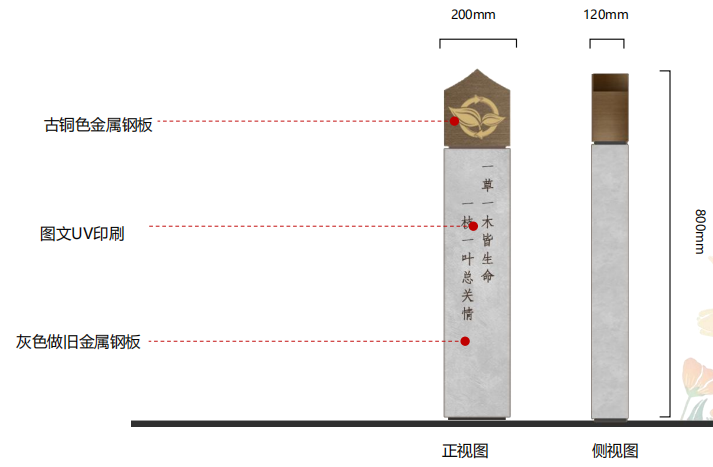 200mm
120mm
古铜色金属钢板
图文UV印刷
灰色做旧金属钢板
一草一木皆生命
一枝一叶总关情
800mm
正视图
侧视图